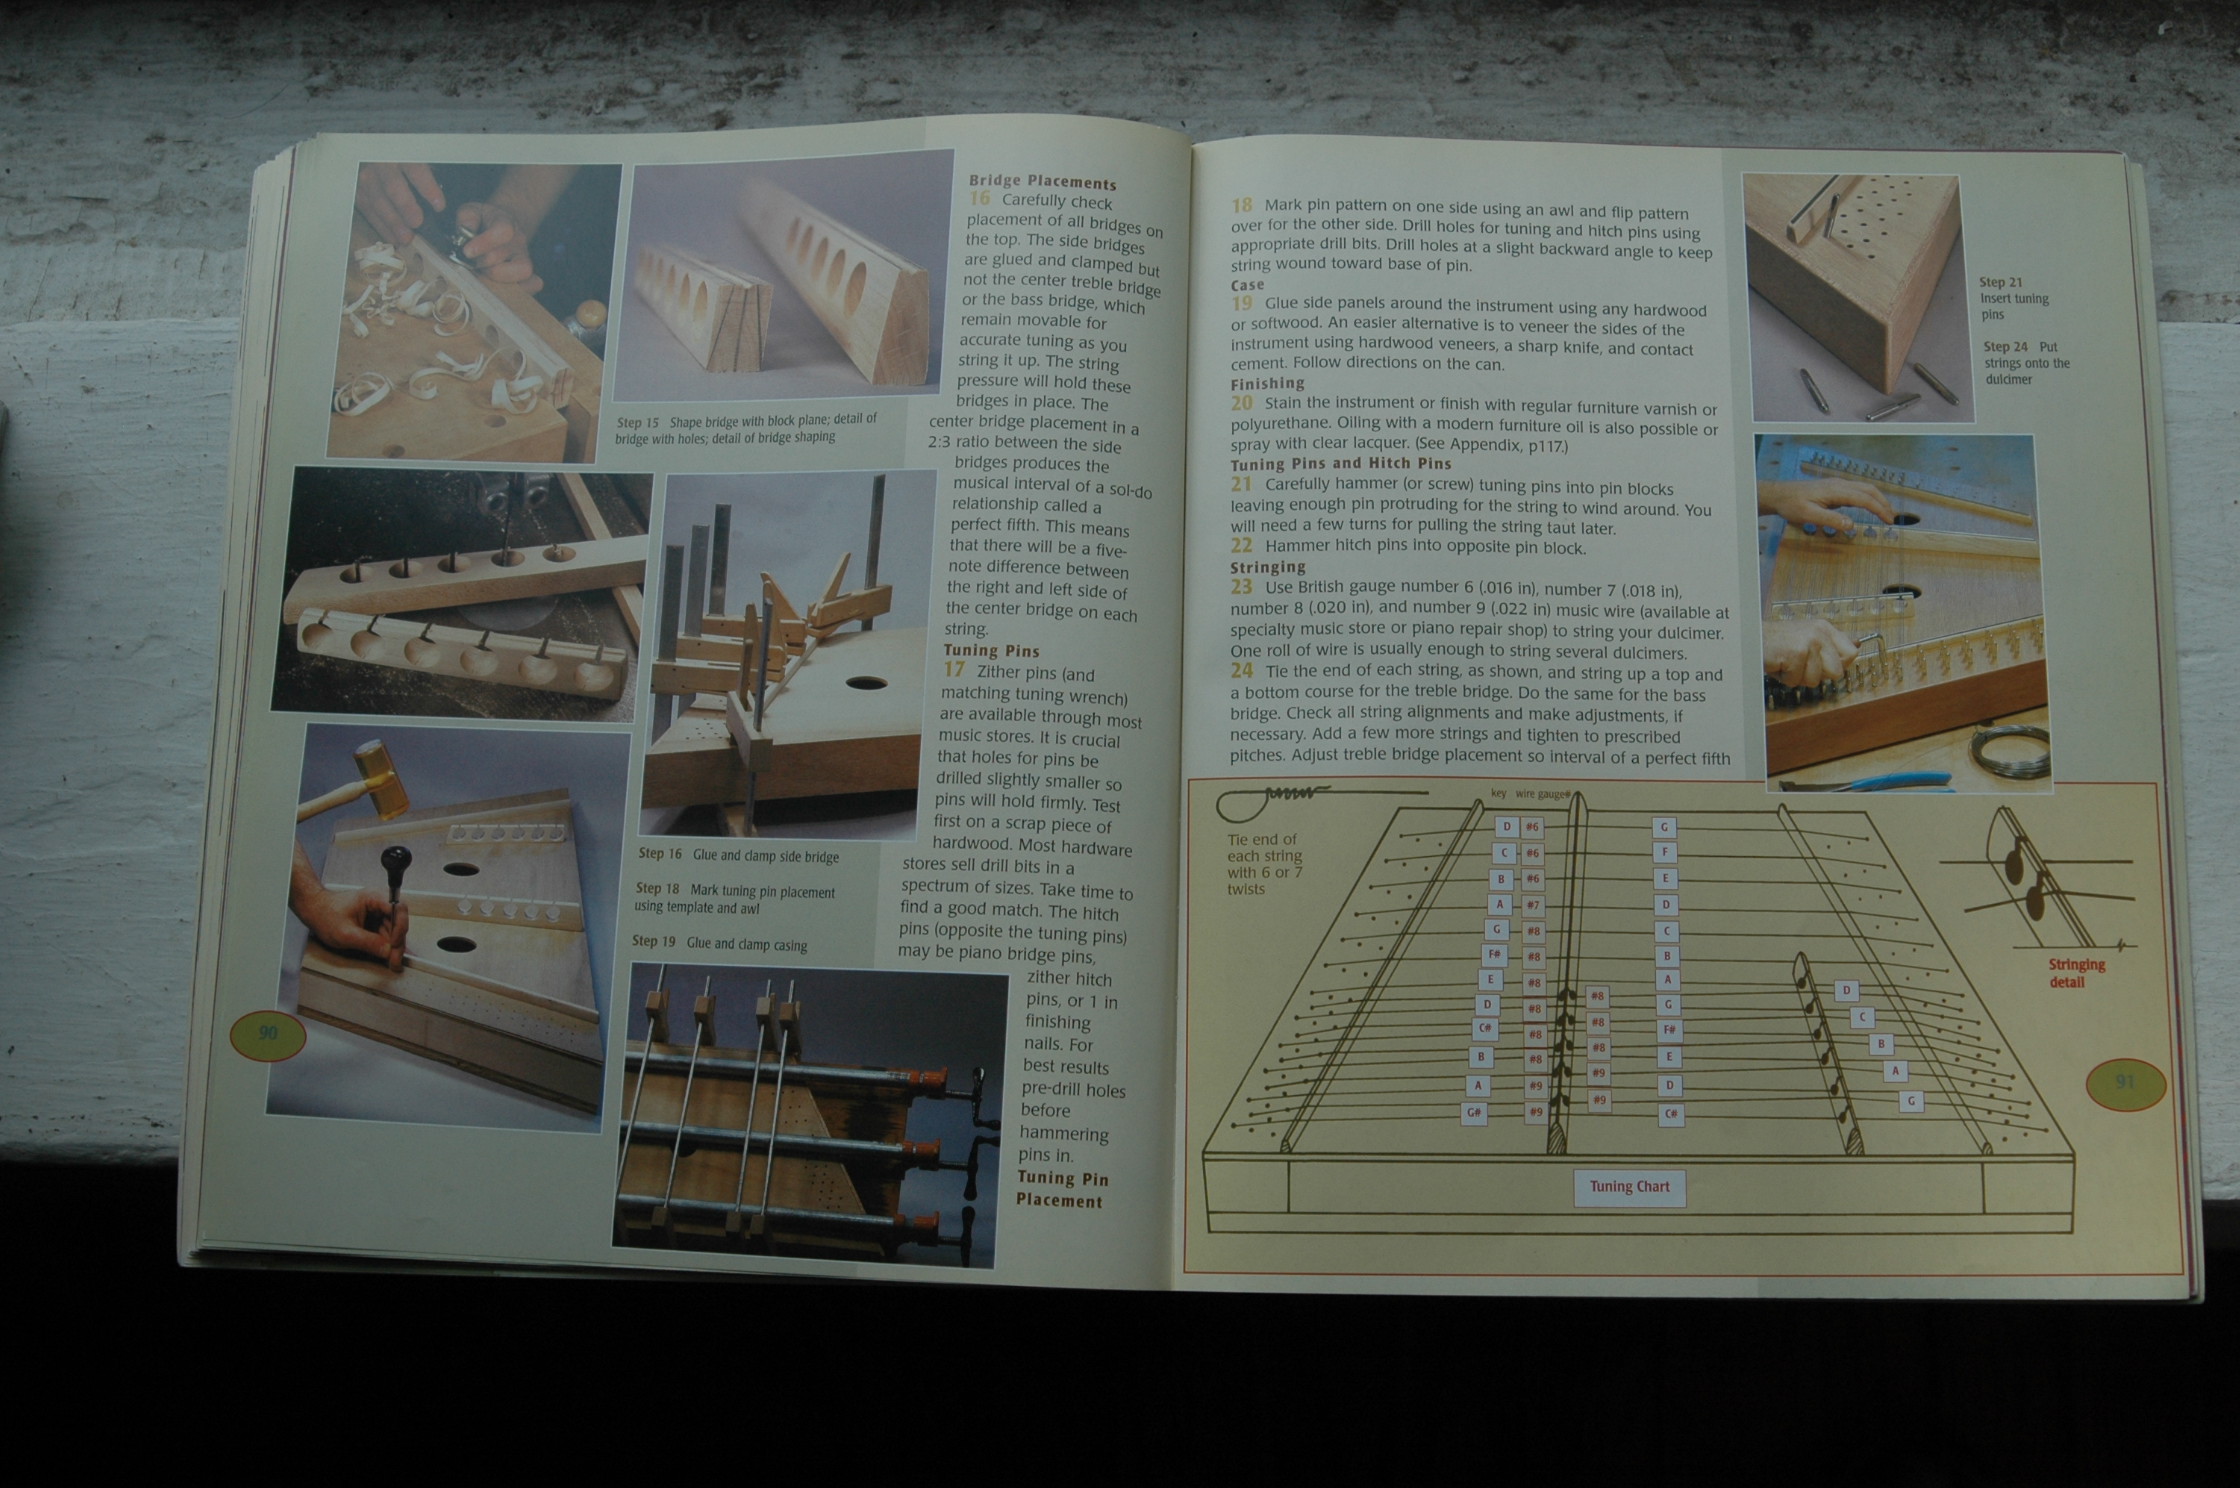 Bridge Placements
16 Carefully check
placement of all bridges on
the top. The side bridges
are glued and clamped but
not the center treble bridge
or the bass bridge, which
remain movable for
accurate tuning as you
string it up. The string
pressure will hold these
bridges in place. The
center bridge placement in a
2:3 ratio between the side
bridges produces the
musical interval of a sol-do
relationship called a
perfect fifth. This means
that there will be a five-
note difference between
the right and left side of
the center bridge on each
string.
Tuning Pins
17 Zither pins (and
matching tuning wrench)
are available through most
music stores. It is crucial
that holes for pins be
drilled slightly smaller so
pins will hold firmly. Test
first on a scrap piece of
hardwood. Most hardware
stores sell drill bits in a
spectrum of sizes. Take time to
find a good match. The hitch
pins (opposite the tuning pins)
may be piano bridge pins,
zither hitch
pins, or 1 in
finishing
nails. For
best results
pre-drill holes
before
hammering
pins in.
Tuning Pin
Placement
Step 15 Shape bridge with block plane; detail of
bridge with holes; detail of bridge shaping
Step 16 Glue and clamp side bridge
Step 18 Mark tuning pin placement
using template and awl
Step 19 Glue and clamp casing
90
18 Mark pin pattern on one side using an awl and flip pattern
over for the other side. Drill holes for tuning and hitch pins using
appropriate drill bits. Drill holes at a slight backward angle to keep
string wound toward base of pin.
Case
19 Glue side panels around the instrument using any hardwood
or softwood. An easier alternative is to veneer the sides of the
instrument using hardwood veneers, a sharp knife, and contact
cement. Follow directions on the can.
Finishing
20 Stain the instrument or finish with regular furniture varnish or
polyurethane. Oiling with a modern furniture oil is also possible or
spray with clear lacquer. (See Appendix, p117.)
Tuning Pins and Hitch Pins
21 Carefully hammer (or screw) tuning pins into pin blocks
leaving enough pin protruding for the string to wind around. You
will need a few turns for pulling the string taut later.
22 Hammer hitch pins into opposite pin block.
Stringing
23 Use British gauge number 6 (.016 in), number 7 (.018 in),
number 8 (.020 in), and number 9 (.022 in) music wire (available at
specialty music store or piano repair shop) to string your dulcimer.
One roll of wire is usually enough to string several dulcimers.
24 Tie the end of each string, as shown, and string up a top and
a bottom course for the treble bridge. Do the same for the bass
bridge. Check all string alignments and make adjustments, if
necessary. Add a few more strings and tighten to prescribed
pitches. Adjust treble bridge placement so interval of a perfect fifth
Step 21
Insert tuning
pins
Step 24 Put
strings onto the
dulcimer
Tie end of
each string
with 6 or 7
twists
key wire gauge#
D #6 G
C #6 F
B #6 E
A #7 D
G #8 C
F# #8 B
E #8 A
D #8 #8 G D
C# #8 #8 F# C
B #8 #8 E B
A #9 #9 D A
G# #9 #9 C# G
Stringing
detail
Tuning Chart
91